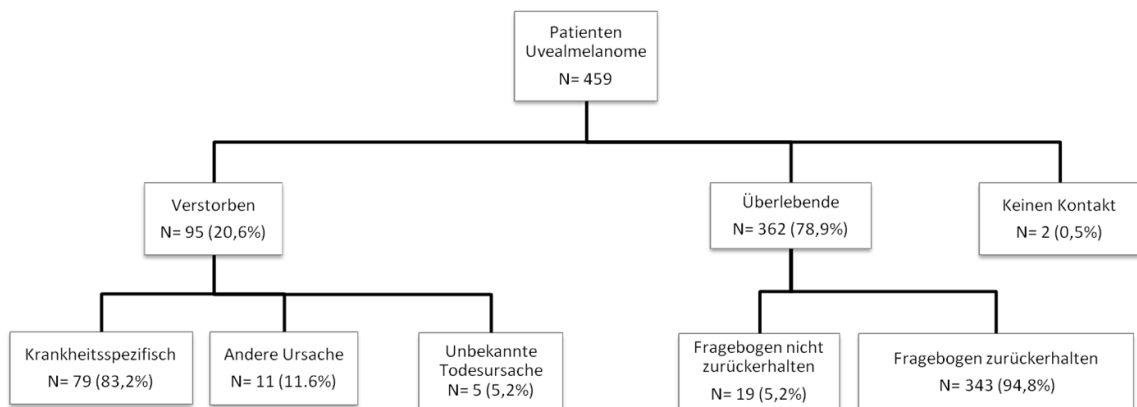 Patienten
Uvealmelanome
N= 459
Verstorben
N= 95 (20,6%)
Überlebende
N= 362 (78,9%)
Keinen Kontakt
N= 2 (0,5%)
Krankheitsspezifisch
N= 79 (83,2%)
Andere Ursache
N= 11 (11.6%)
Unbekannte
Todesursache
N= 5 (5,2%)
Fragebogen nicht
zurückerhalten
N= 19 (5,2%)
Fragebogen zurückerhalten
N= 343 (94,8%)